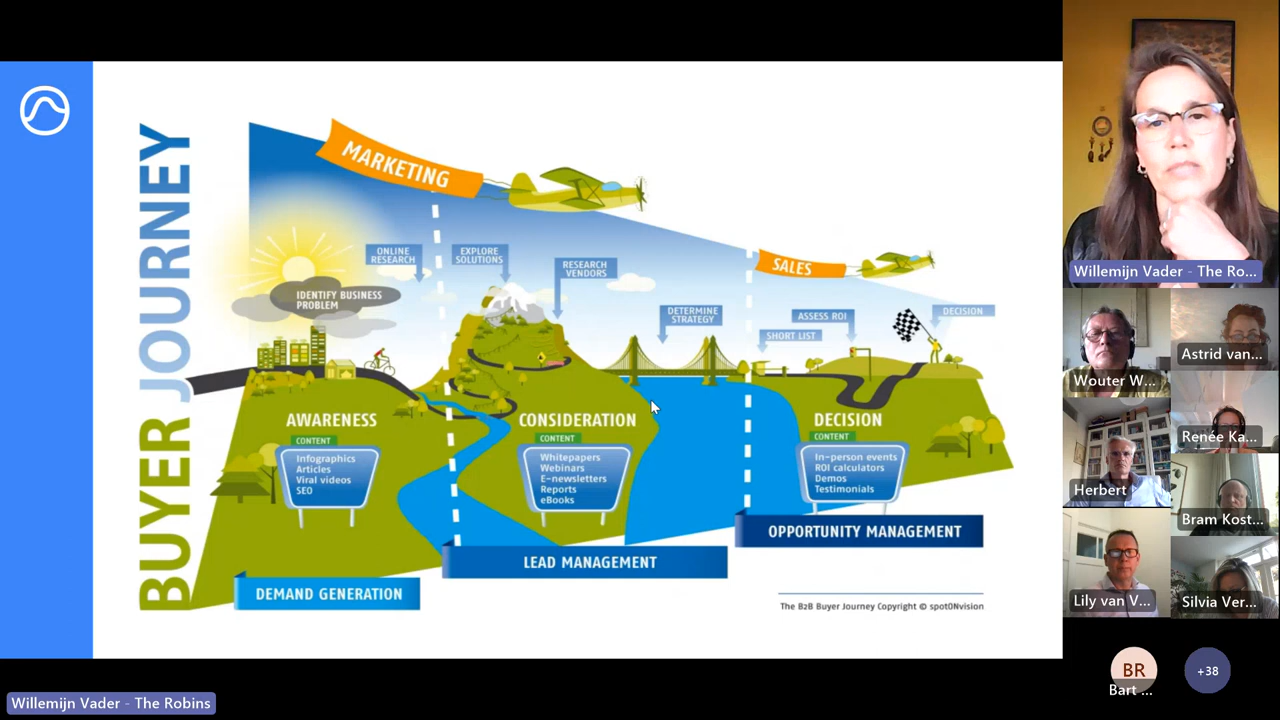 BUYER JOURNEY
MARKETING
SALES
ONLINE
RESEARCH
EXPLORE
SOLUTIONS
RESEARCH
VENDORS
IDENTIFY BUSINESS
PROBLEM
DETERMINE
STRATEGY
SHORT LIST
ASSESS ROI
DECISION
AWARENESS
CONTENT
Infographics
Articles
Viral videos
SEO
CONSIDERATION
CONTENT
Whitepapers
Webinars
E-newsletters
Reports
eBooks
DECISION
CONTENT
In-person events
ROI calculators
Demos
Testimonials
DEMAND GENERATION
LEAD MANAGEMENT
OPPORTUNITY MANAGEMENT
The B2B Buyer Journey Copyright © spotONvision
Willemijn Vader - The Robins
Willemijn Vader - The Ro...
Wouter W...
Astrid van...
Renée Ka...
Herbert
Bram Kost...
Lily van V...
Silvia Ver...
BR
Bart ...
+38